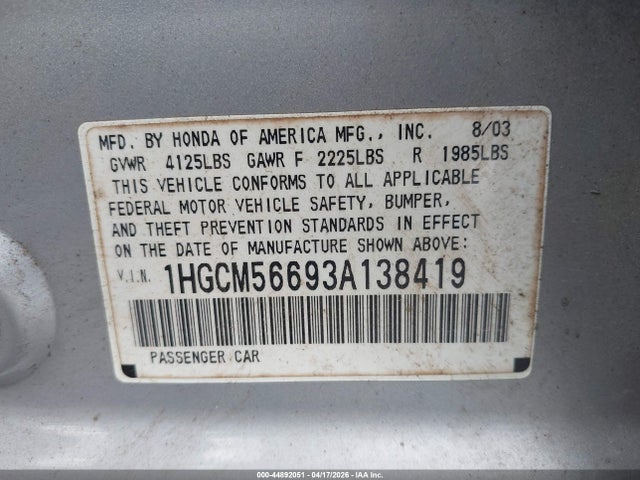 MFD. BY HONDA OF AMERICA MFG., INC. 8/03
GVWR 4125LBS GAWR F 2225LBS R 1985LBS
THIS VEHICLE CONFORMS TO ALL APPLICABLE
FEDERAL MOTOR VEHICLE SAFETY, BUMPER,
AND THEFT PREVENTION STANDARDS IN EFFECT
ON THE DATE OF MANUFACTURE SHOWN ABOVE:
V.I.N. 1HGCM56693A138419
PASSENGER CAR
000-44892051 - 04/17/2026 - IAA Inc.